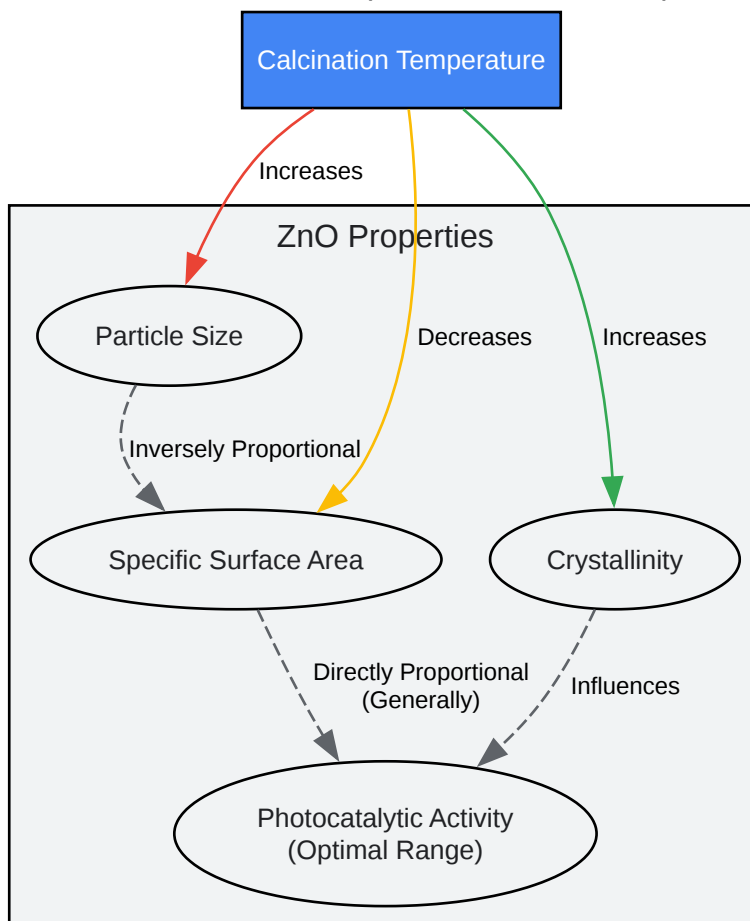 Calcination Temperature
Increases
ZnO Properties
Particle Size
Decreases
Increases
Inversely Proportional
Specific Surface Area
Crystallinity
Directly Proportional
(Generally)
Influences
Photocatalytic Activity
(Optimal Range)